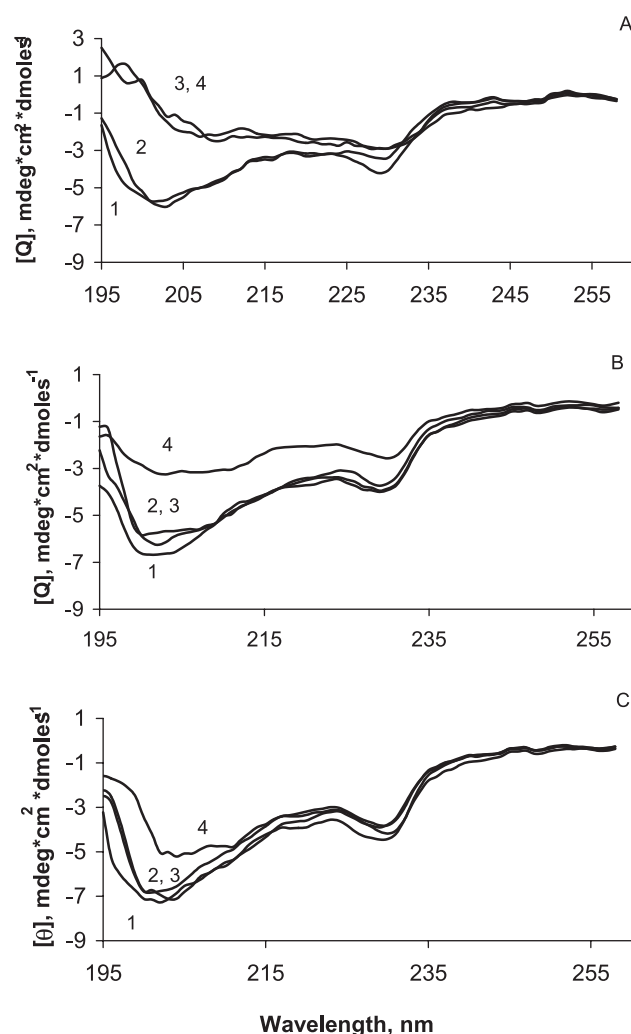 A
[Q], mdeg*cm2*dmoles-1
3
1
-1
-3
-5
-7
-9
3, 4
2
1
195 205 215 225 235 245 255
B
[Q], mdeg*cm2*dmoles-1
1
-1
-3
-5
-7
-9
4
2, 3
1
195 215 235 255
C
[θ], mdeg*cm2*dmoles-1
1
-1
-3
-5
-7
-9
4
2, 3
1
195 215 235 255
Wavelength, nm